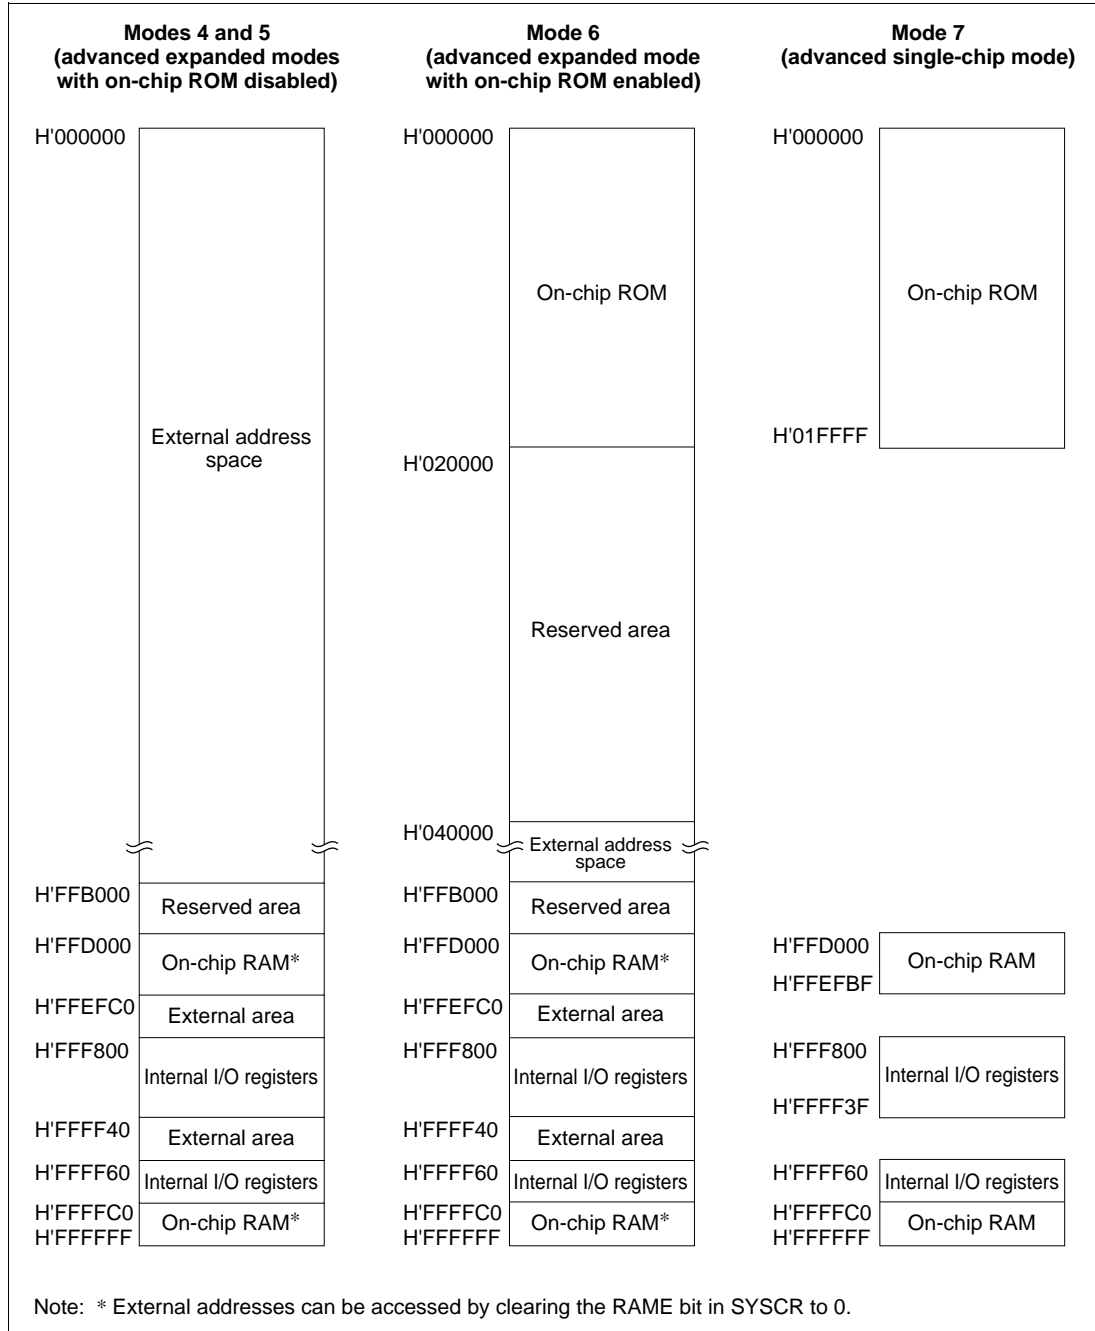 Modes 4 and 5
(advanced expanded modes
with on-chip ROM disabled)
H'000000
External address
space
H'FFB000
Reserved area
H'FFD000
On-chip RAM*
H'FFEFC0
External area
H'FFF800
Internal I/O registers
H'FFFF40
External area
H'FFFF60
Internal I/O registers
H'FFFFC0
On-chip RAM*
H'FFFFFF
Mode 6
(advanced expanded mode
with on-chip ROM enabled)
H'000000
On-chip ROM
H'020000
Reserved area
H'040000
External address
space
H'FFB000
Reserved area
H'FFD000
On-chip RAM*
H'FFEFC0
External area
H'FFF800
Internal I/O registers
H'FFFF40
External area
H'FFFF60
Internal I/O registers
H'FFFFC0
On-chip RAM*
H'FFFFFF
Mode 7
(advanced single-chip mode)
H'000000
On-chip ROM
H'01FFFF
H'FFD000
On-chip RAM
H'FFEFBF
H'FFF800
Internal I/O registers
H'FFFF3F
H'FFFF60
Internal I/O registers
H'FFFFC0
On-chip RAM
H'FFFFFF
Note: * External addresses can be accessed by clearing the RAME bit in SYSCR to 0.